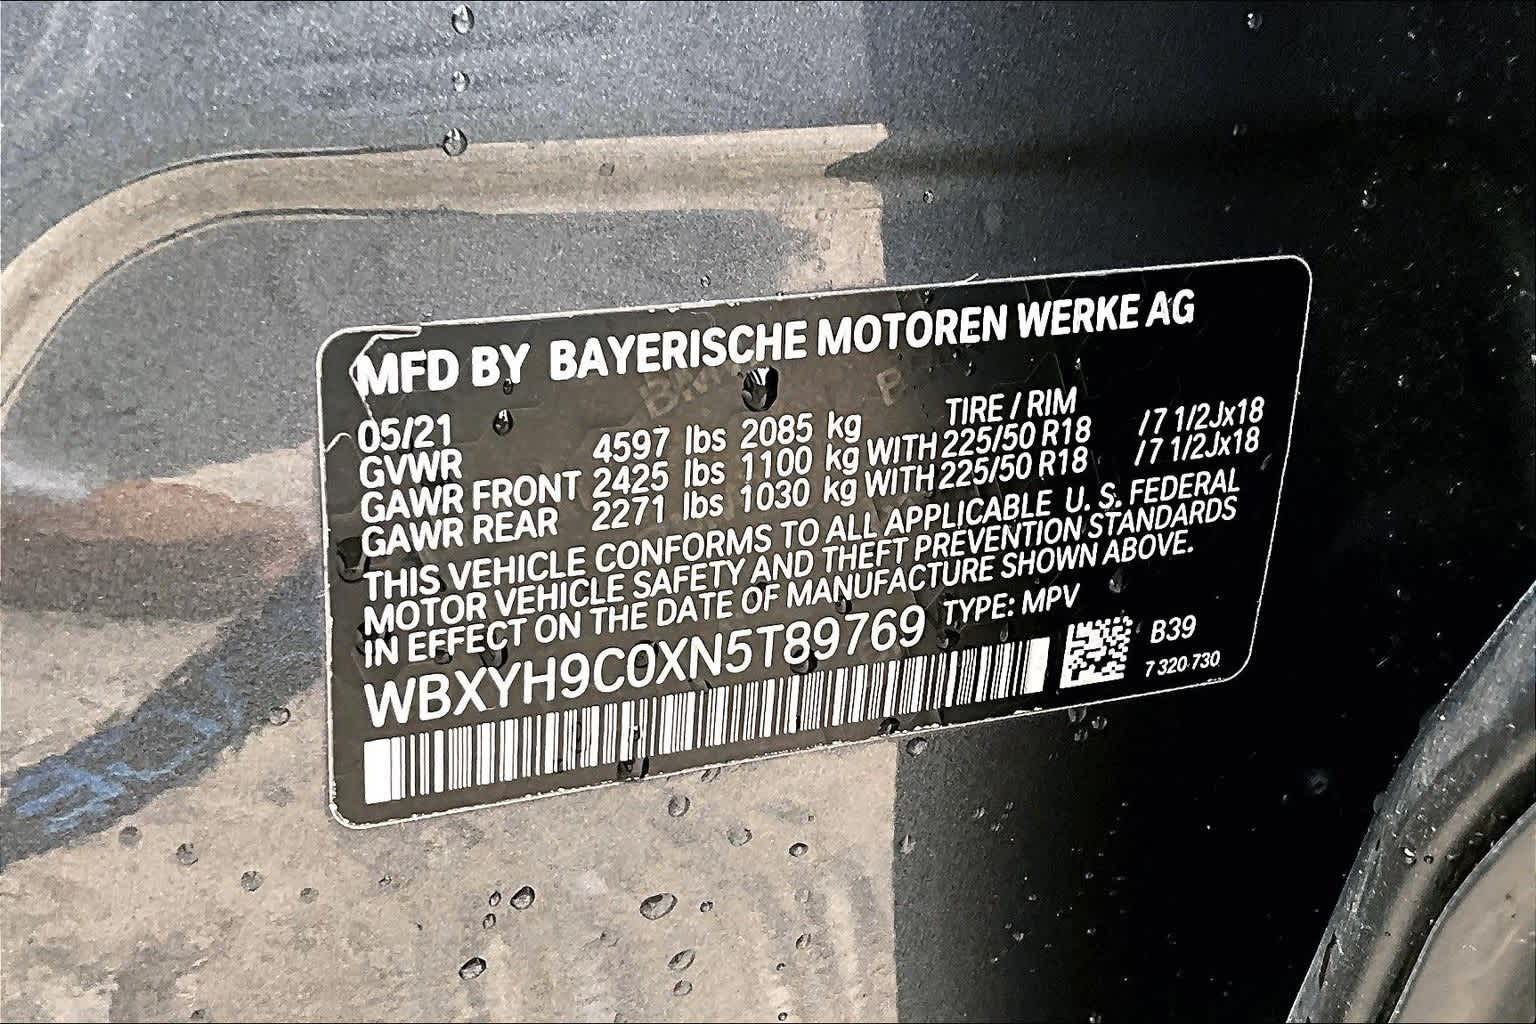 MFD BY BAYERISCHE MOTOREN WERKE AG
05/21 TIRE / RIM
GVWR 4597 lbs 2085 kg
GAWR FRONT 2425 lbs 1100 kg WITH 225/50 R18 /7 1/2Jx18
GAWR REAR 2271 lbs 1030 kg WITH 225/50 R18 /7 1/2Jx18
THIS VEHICLE CONFORMS TO ALL APPLICABLE U. S. FEDERAL
MOTOR VEHICLE SAFETY AND THEFT PREVENTION STANDARDS
IN EFFECT ON THE DATE OF MANUFACTURE SHOWN ABOVE.
WBXYH9C0XN5T89769 TYPE: MPV
B39
7 320 730